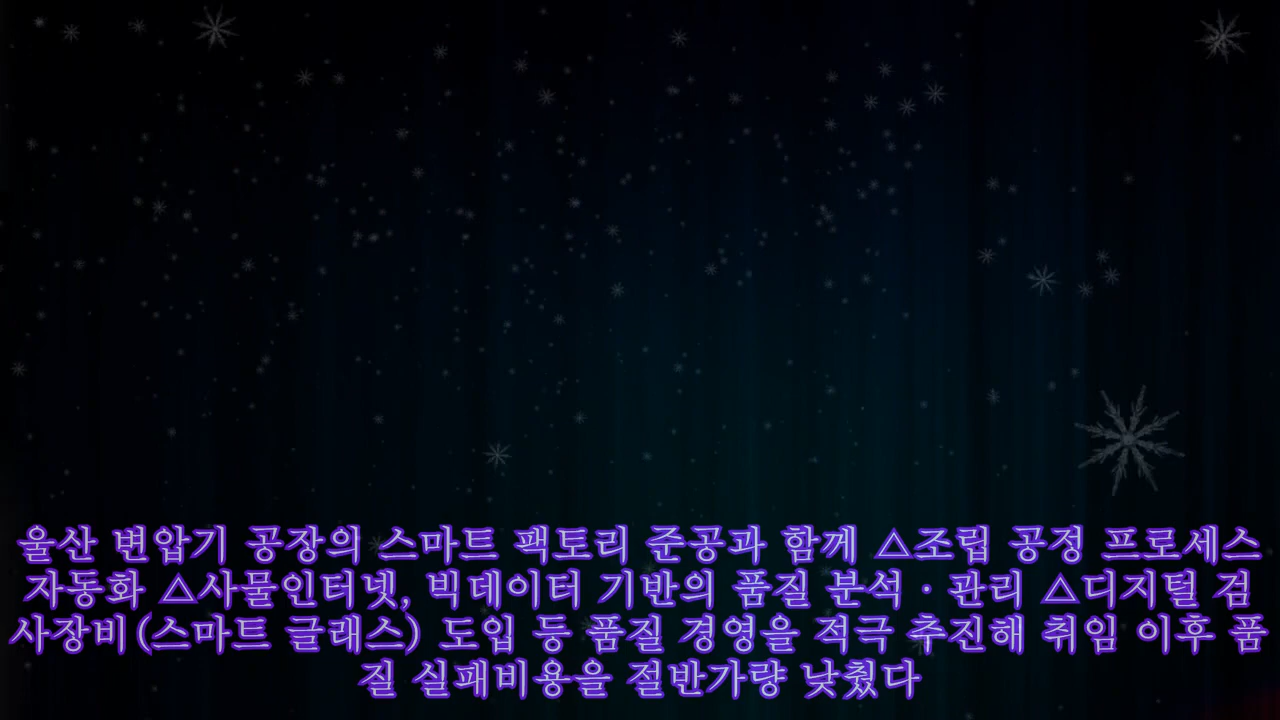 울산 변압기 공장의 스마트 팩토리 준공과 함께 △조립 공정 프로세스
자동화 △사물인터넷, 빅데이터 기반의 품질 분석·관리 △디지털 검
사장비(스마트 글래스) 도입 등 품질 경영을 적극 추진해 취임 이후 품
질 실패비용을 절반가량 낮췄다